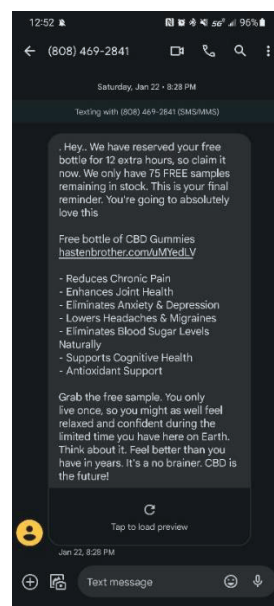 12:52
56° 96%
(808) 469-2841
Saturday, Jan 22 • 8:28 PM
Texting with (808) 469-2841 (SMS/MMS)
. Hey.. We have reserved your free
bottle for 12 extra hours, so claim it
now. We only have 75 FREE samples
remaining in stock. This is your final
reminder. You're going to absolutely
love this
Free bottle of CBD Gummies
hastenbrother.com/uMYedLV
- Reduces Chronic Pain
- Enhances Joint Health
- Eliminates Anxiety & Depression
- Lowers Headaches & Migraines
- Eliminates Blood Sugar Levels
Naturally
- Supports Cognitive Health
- Antioxidant Support
Grab the free sample. You only
live once, so you might as well feel
relaxed and confident during the
limited time you have here on Earth.
Think about it. Feel better than you
have in years. It's a no brainer. CBD is
the future!
Tap to load preview
Jan 22, 8:28 PM
Text message